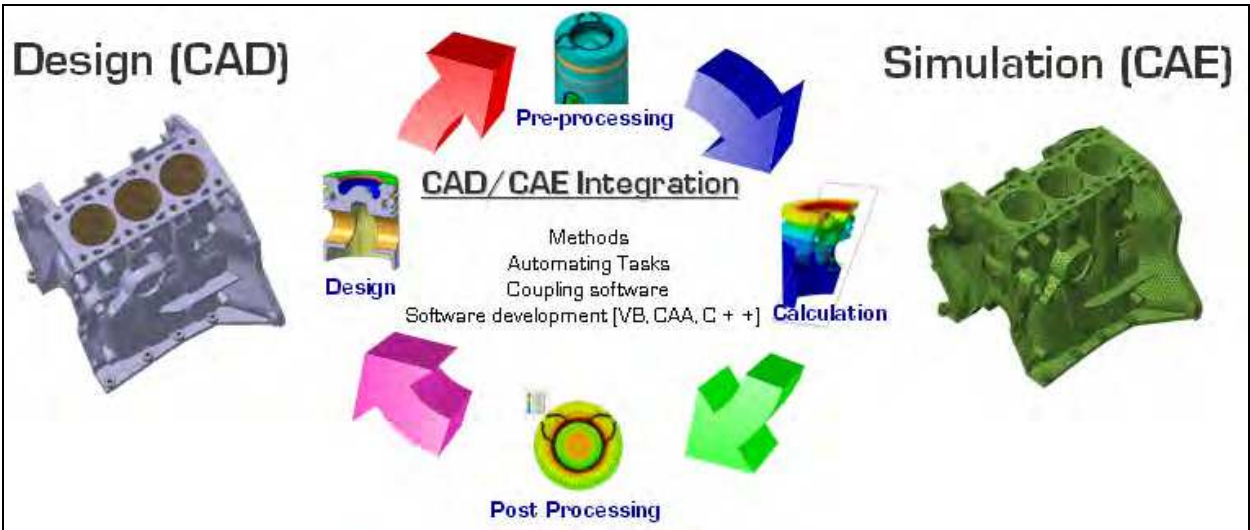 Design (CAD)
Simulation (CAE)
Pre-processing
CAD/CAE Integration
Methods
Automating Tasks
Coupling software
Software development [VB, CAA, C + +]
Design
Calculation
Post Processing